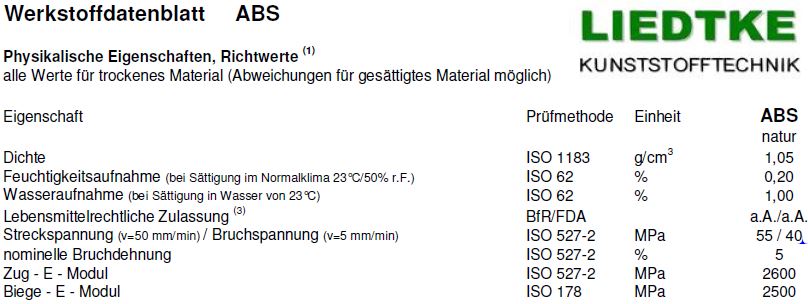 Werkstoffdatenblatt ABS
LIEDTKE
KUNSTSTOFFTECHNIK
Physikalische Eigenschaften, Richtwerte (1)
alle Werte für trockenes Material (Abweichungen für gesättigtes Material möglich)
Eigenschaft Prüfmethode Einheit ABS
natur
Dichte ISO 1183 g/cm³ 1,05
Feuchtigkeitsaufnahme (bei Sättigung im Normalklima 23°C/50% r.F.) ISO 62 % 0,20
Wasseraufnahme (bei Sättigung in Wasser von 23°C) ISO 62 % 1,00
Lebensmittelrechtliche Zulassung (3) BfR/FDA a.A./a.A.
Streckspannung (v=50 mm/min) / Bruchspannung (v=5 mm/min) ISO 527-2 MPa 55 / 40
nominelle Bruchdehnung ISO 527-2 % 5
Zug - E - Modul ISO 527-2 MPa 2600
Biege - E - Modul ISO 178 MPa 2500